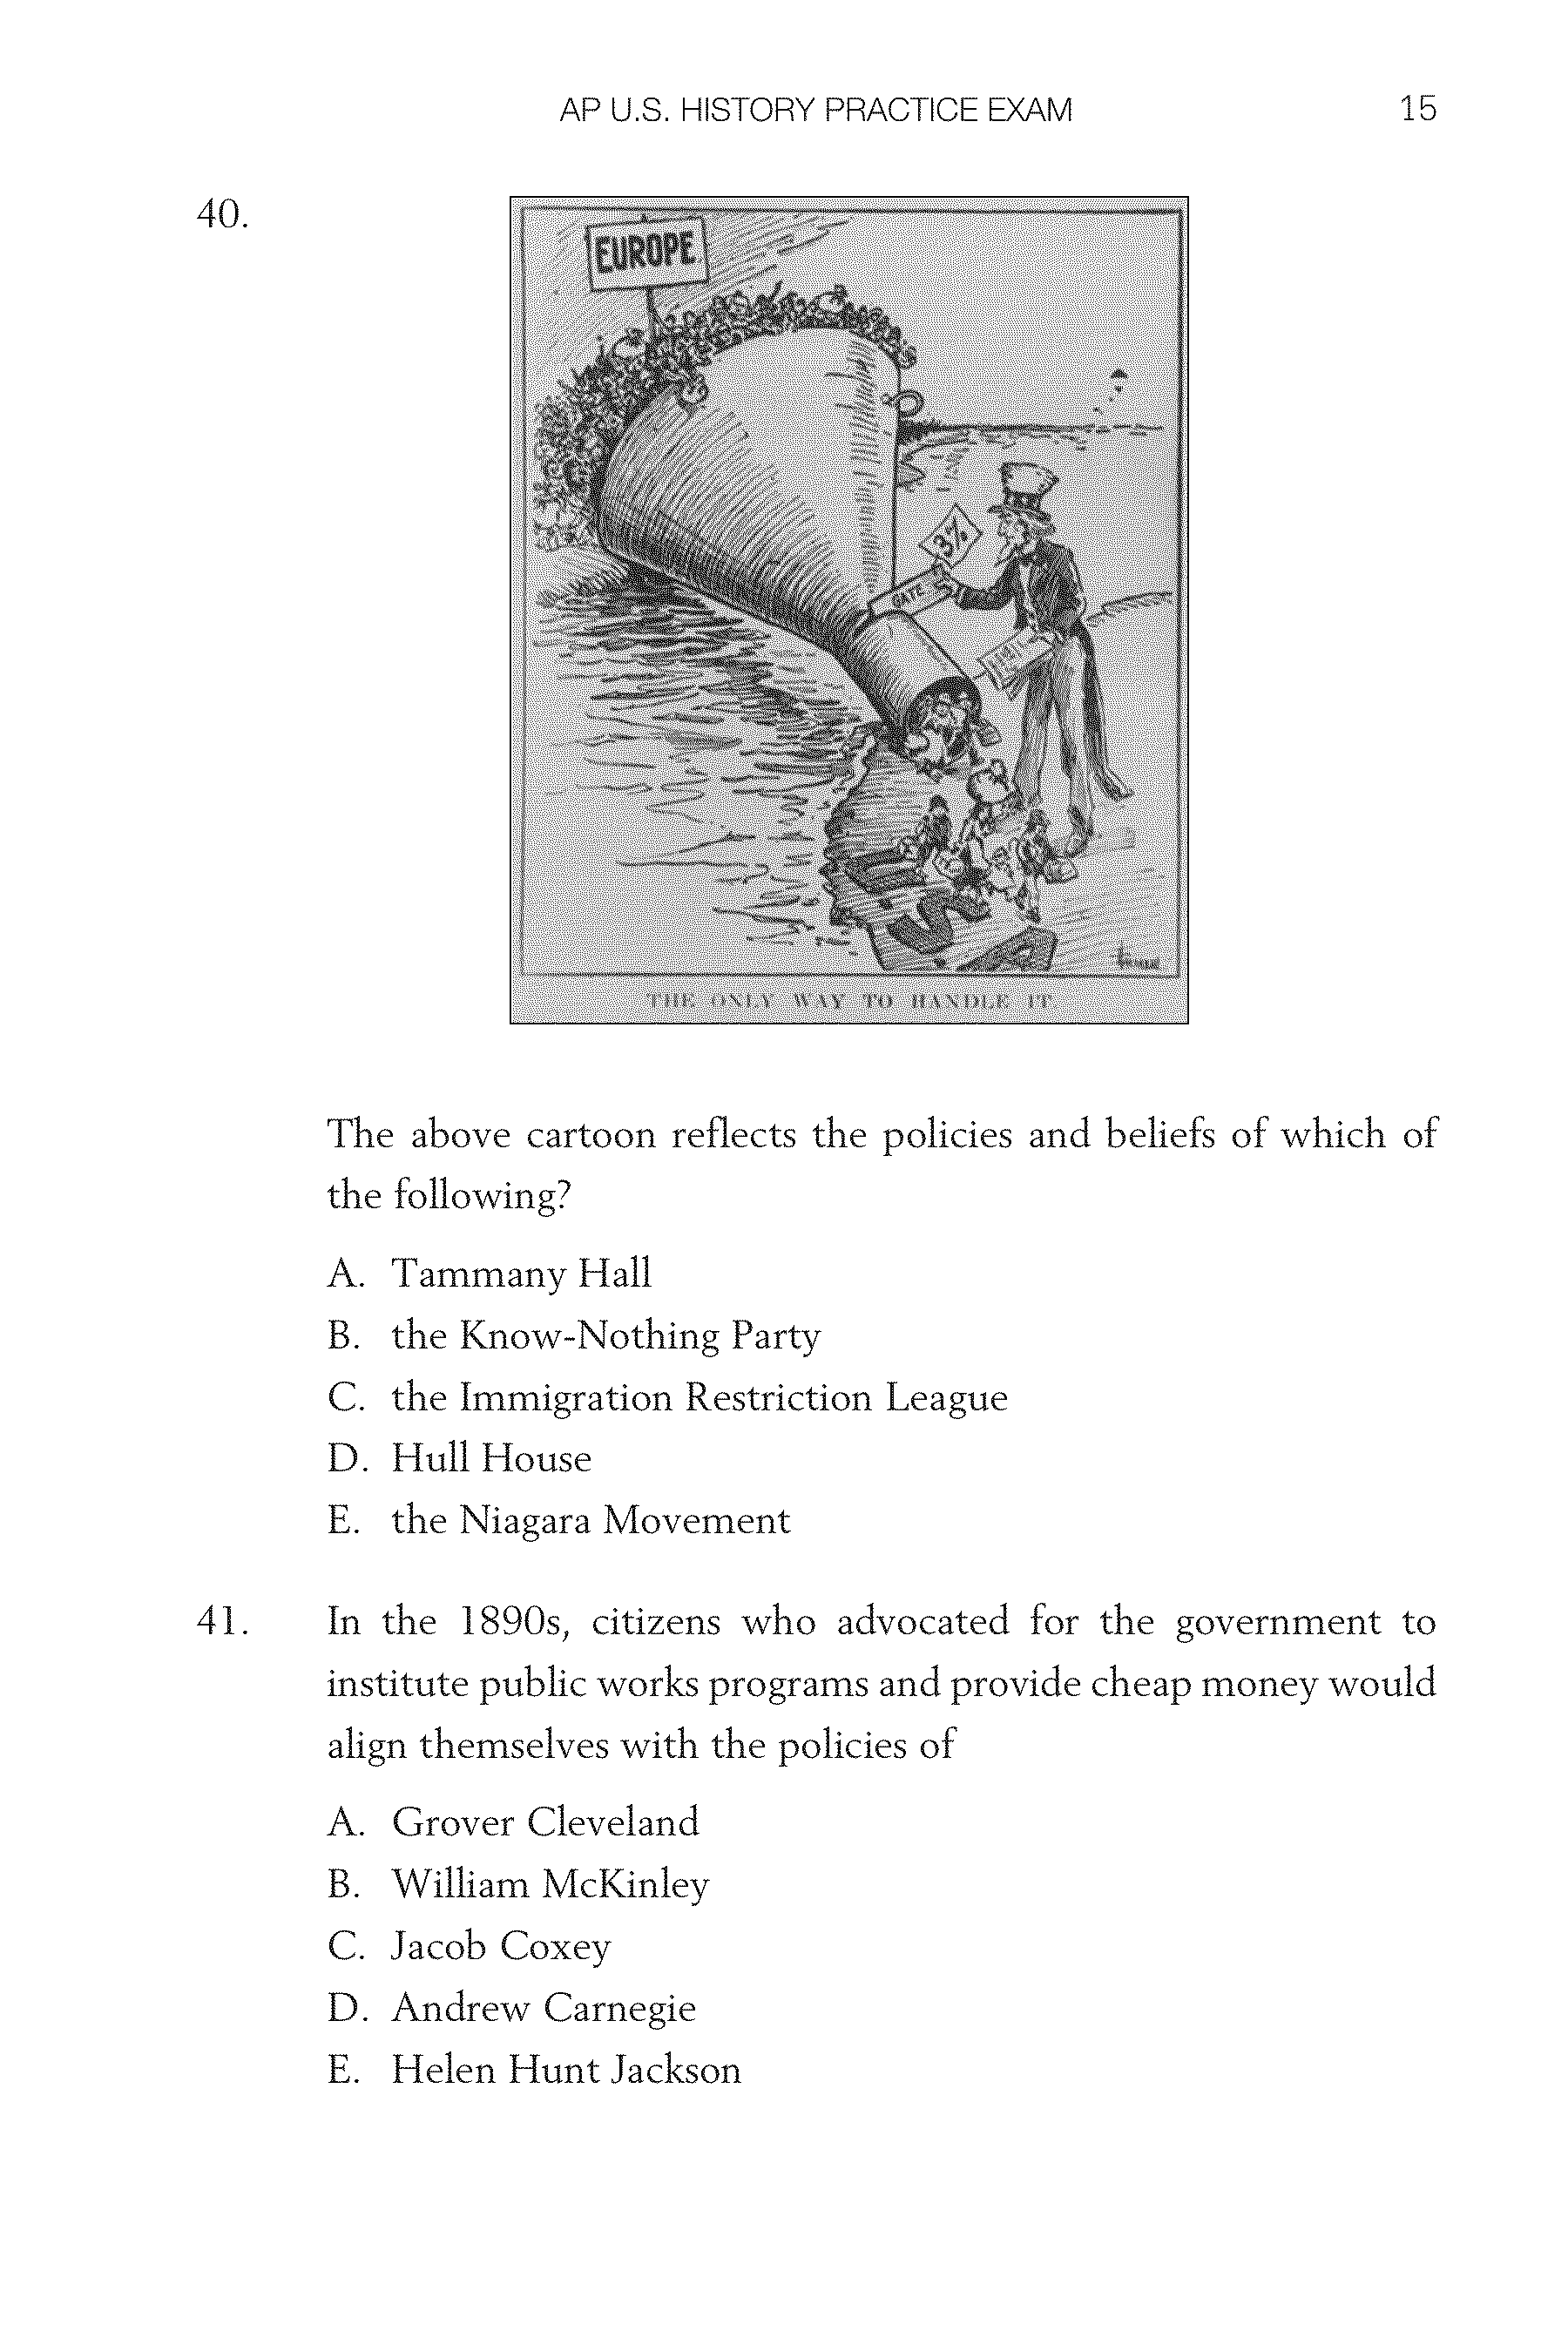 AP U.S. HISTORY PRACTICE EXAM 15
40.
EUROPE
3%
GATE
U.S.A
THE ONLY WAY TO HANDLE IT
The above cartoon reflects the policies and beliefs of which of
the following?
A. Tammany Hall
B. the Know-Nothing Party
C. the Immigration Restriction League
D. Hull House
E. the Niagara Movement
41. In the 1890s, citizens who advocated for the government to
institute public works programs and provide cheap money would
align themselves with the policies of
A. Grover Cleveland
B. William McKinley
C. Jacob Coxey
D. Andrew Carnegie
E. Helen Hunt Jackson